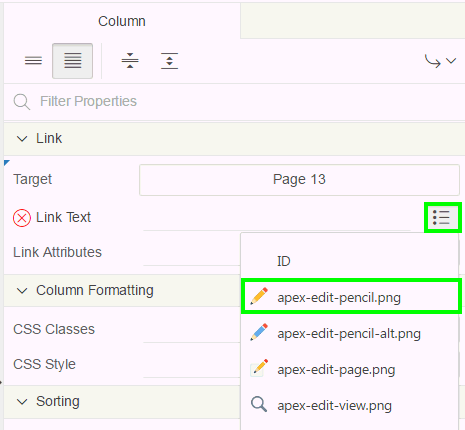 Column
Filter Properties
Link
Target
Page 13
Link Text
Link Attributes
ID
apex-edit-pencil.png
Column Formatting
CSS Classes
apex-edit-pencil-alt.png
CSS Style
apex-edit-page.png
Sorting
apex-edit-view.png